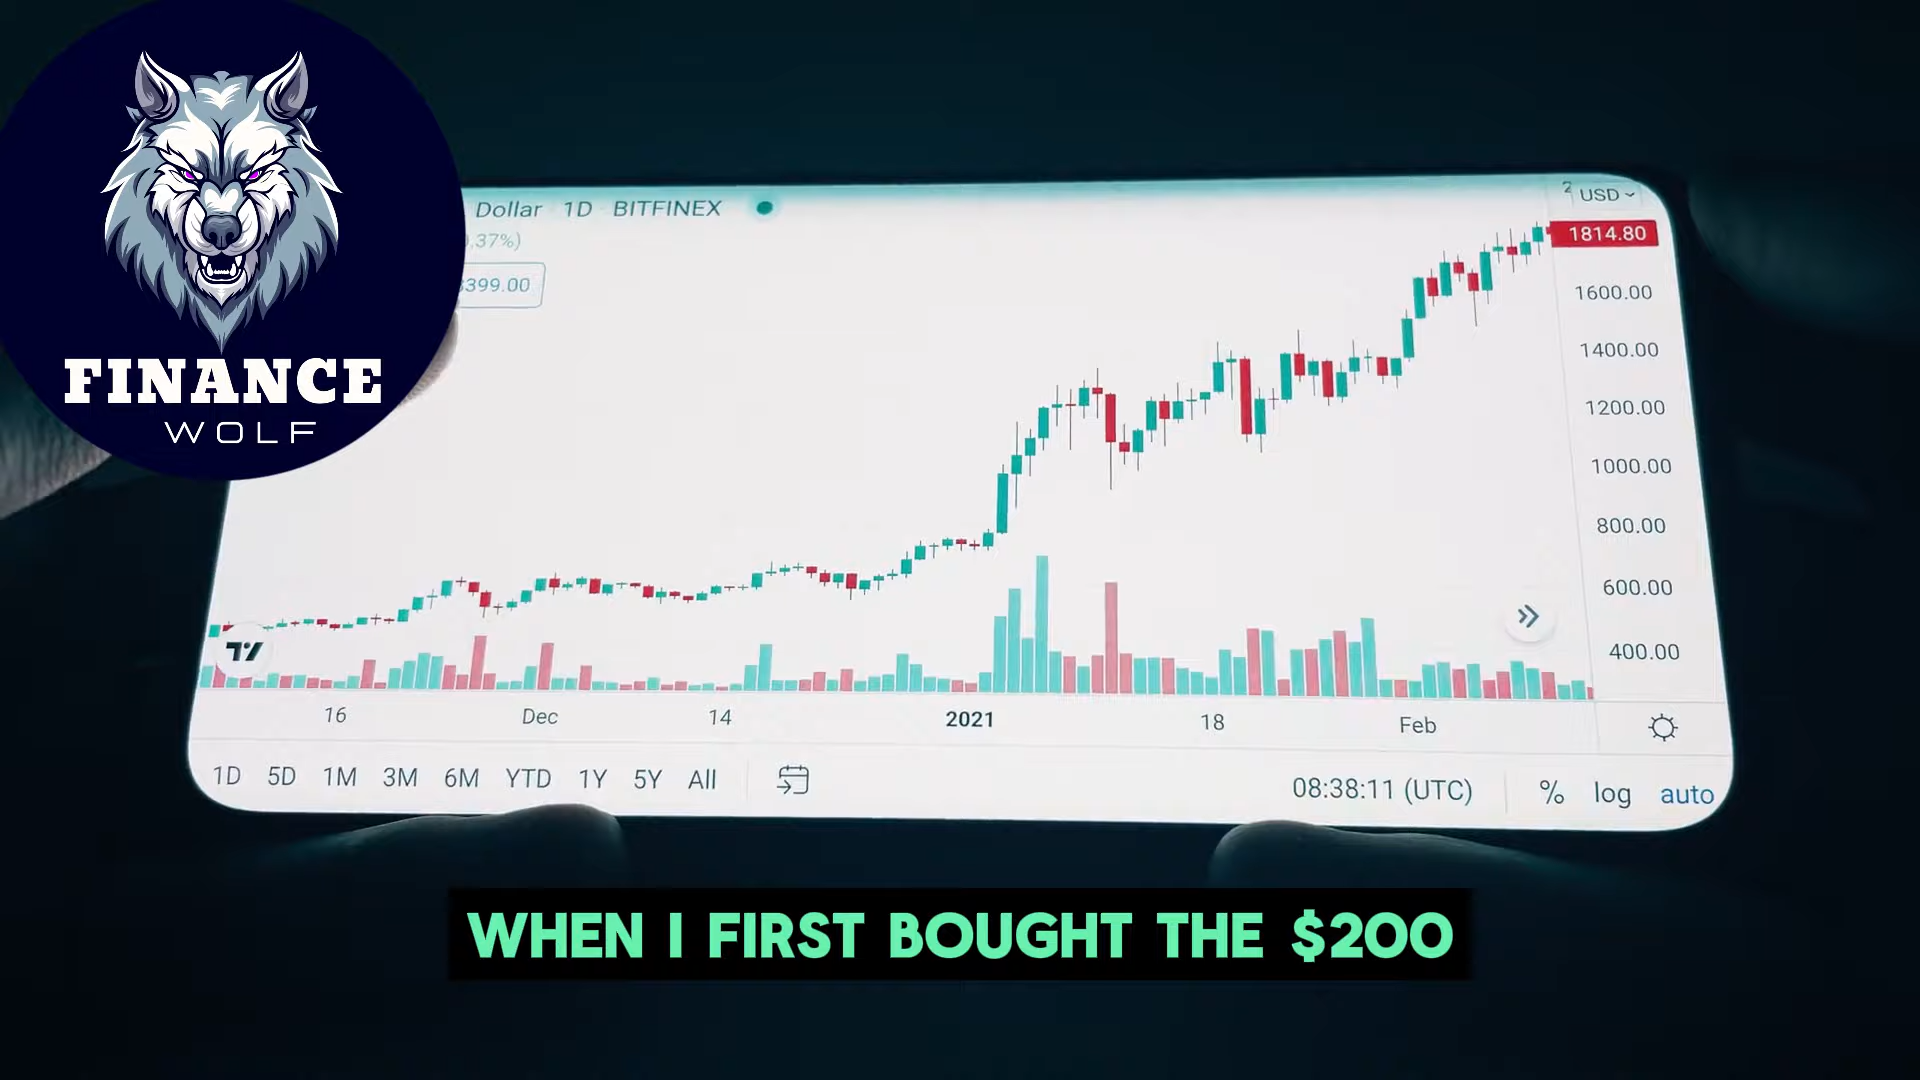 FINANCE
WOLF
Dollar 1D BITFINEX
USD
,37%)
399.00
1814.80
1600.00
1400.00
1200.00
1000.00
800.00
600.00
400.00
16 Dec 14 2021 18 Feb
1D 5D 1M 3M 6M YTD 1Y 5Y All
08:38:11 (UTC) % log auto
WHEN I FIRST BOUGHT THE $200